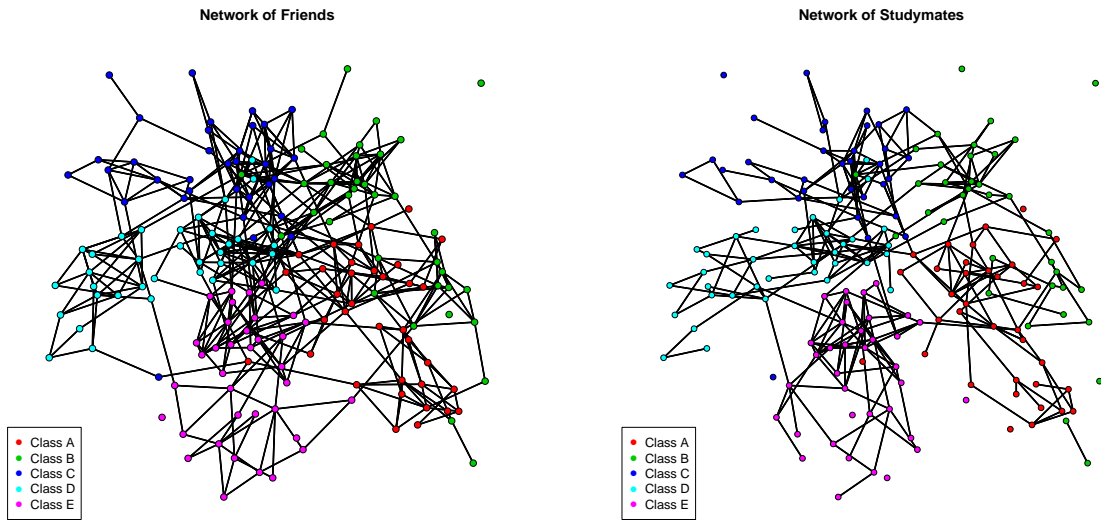 Network of Friends
Class A
Class B
Class C
Class D
Class E
Network of Studymates
Class A
Class B
Class C
Class D
Class E